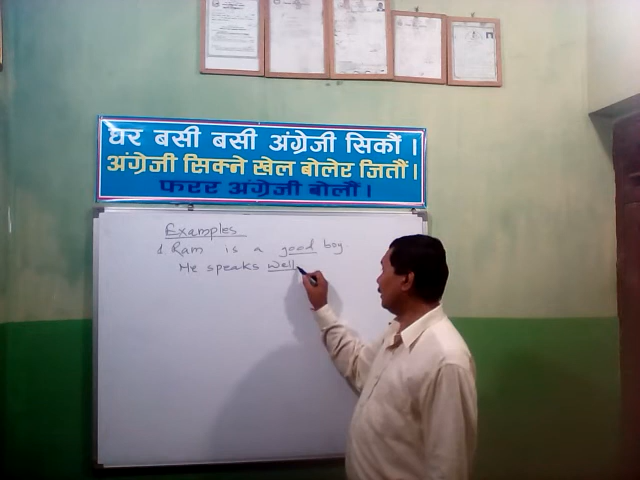 घर बसी बसी अंग्रेजी सिकौं ।
अंग्रेजी सिक्ने खेल बोलेर जितौं ।
फरर अंग्रेजी बोलौं ।
Examples
1 Ram is a good boy
He speaks well